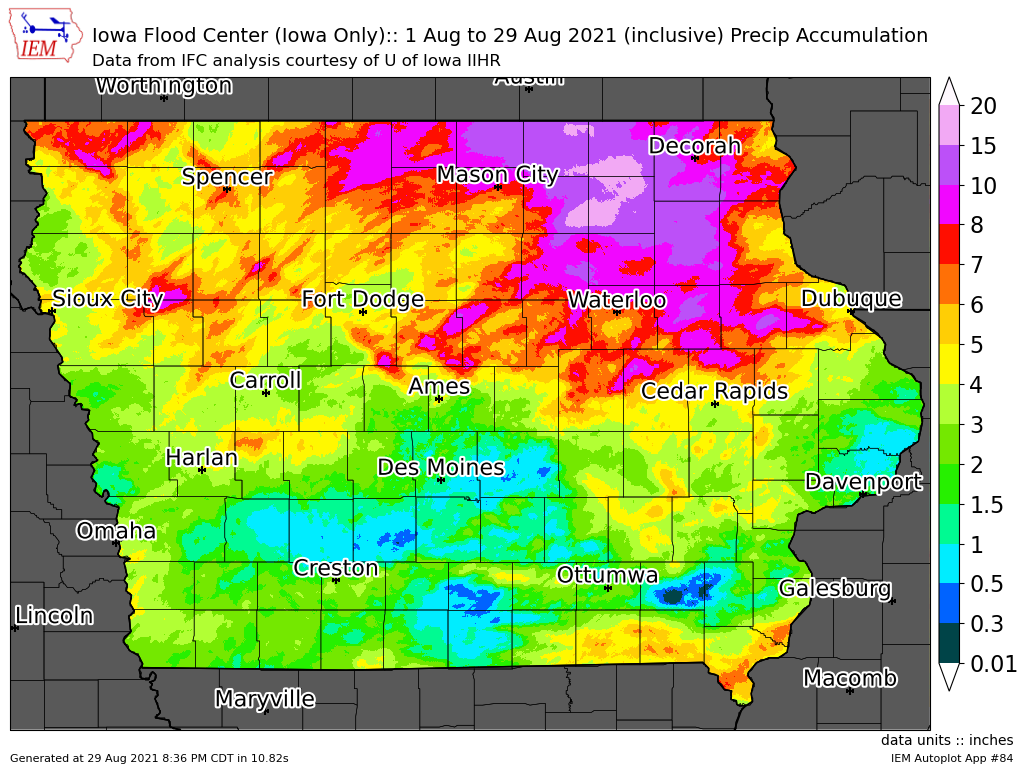 Iowa Flood Center (Iowa Only):: 1 Aug to 29 Aug 2021 (inclusive) Precip Accumulation
Data from IFC analysis courtesy of U of Iowa IIHR
IEM
Worthington
Austin
Decorah
Spencer
Mason City
Sioux City
Fort Dodge
Waterloo
Dubuque
Carroll
Ames
Cedar Rapids
Harlan
Des Moines
Davenport
Omaha
Creston
Ottumwa
Galesburg
Lincoln
Maryville
Macomb
20
15
10
8
7
6
5
4
3
2
1.5
1
0.5
0.3
0.01
data units :: inches
Generated at 29 Aug 2021 8:36 PM CDT in 10.82s
IEM Autoplot App #84